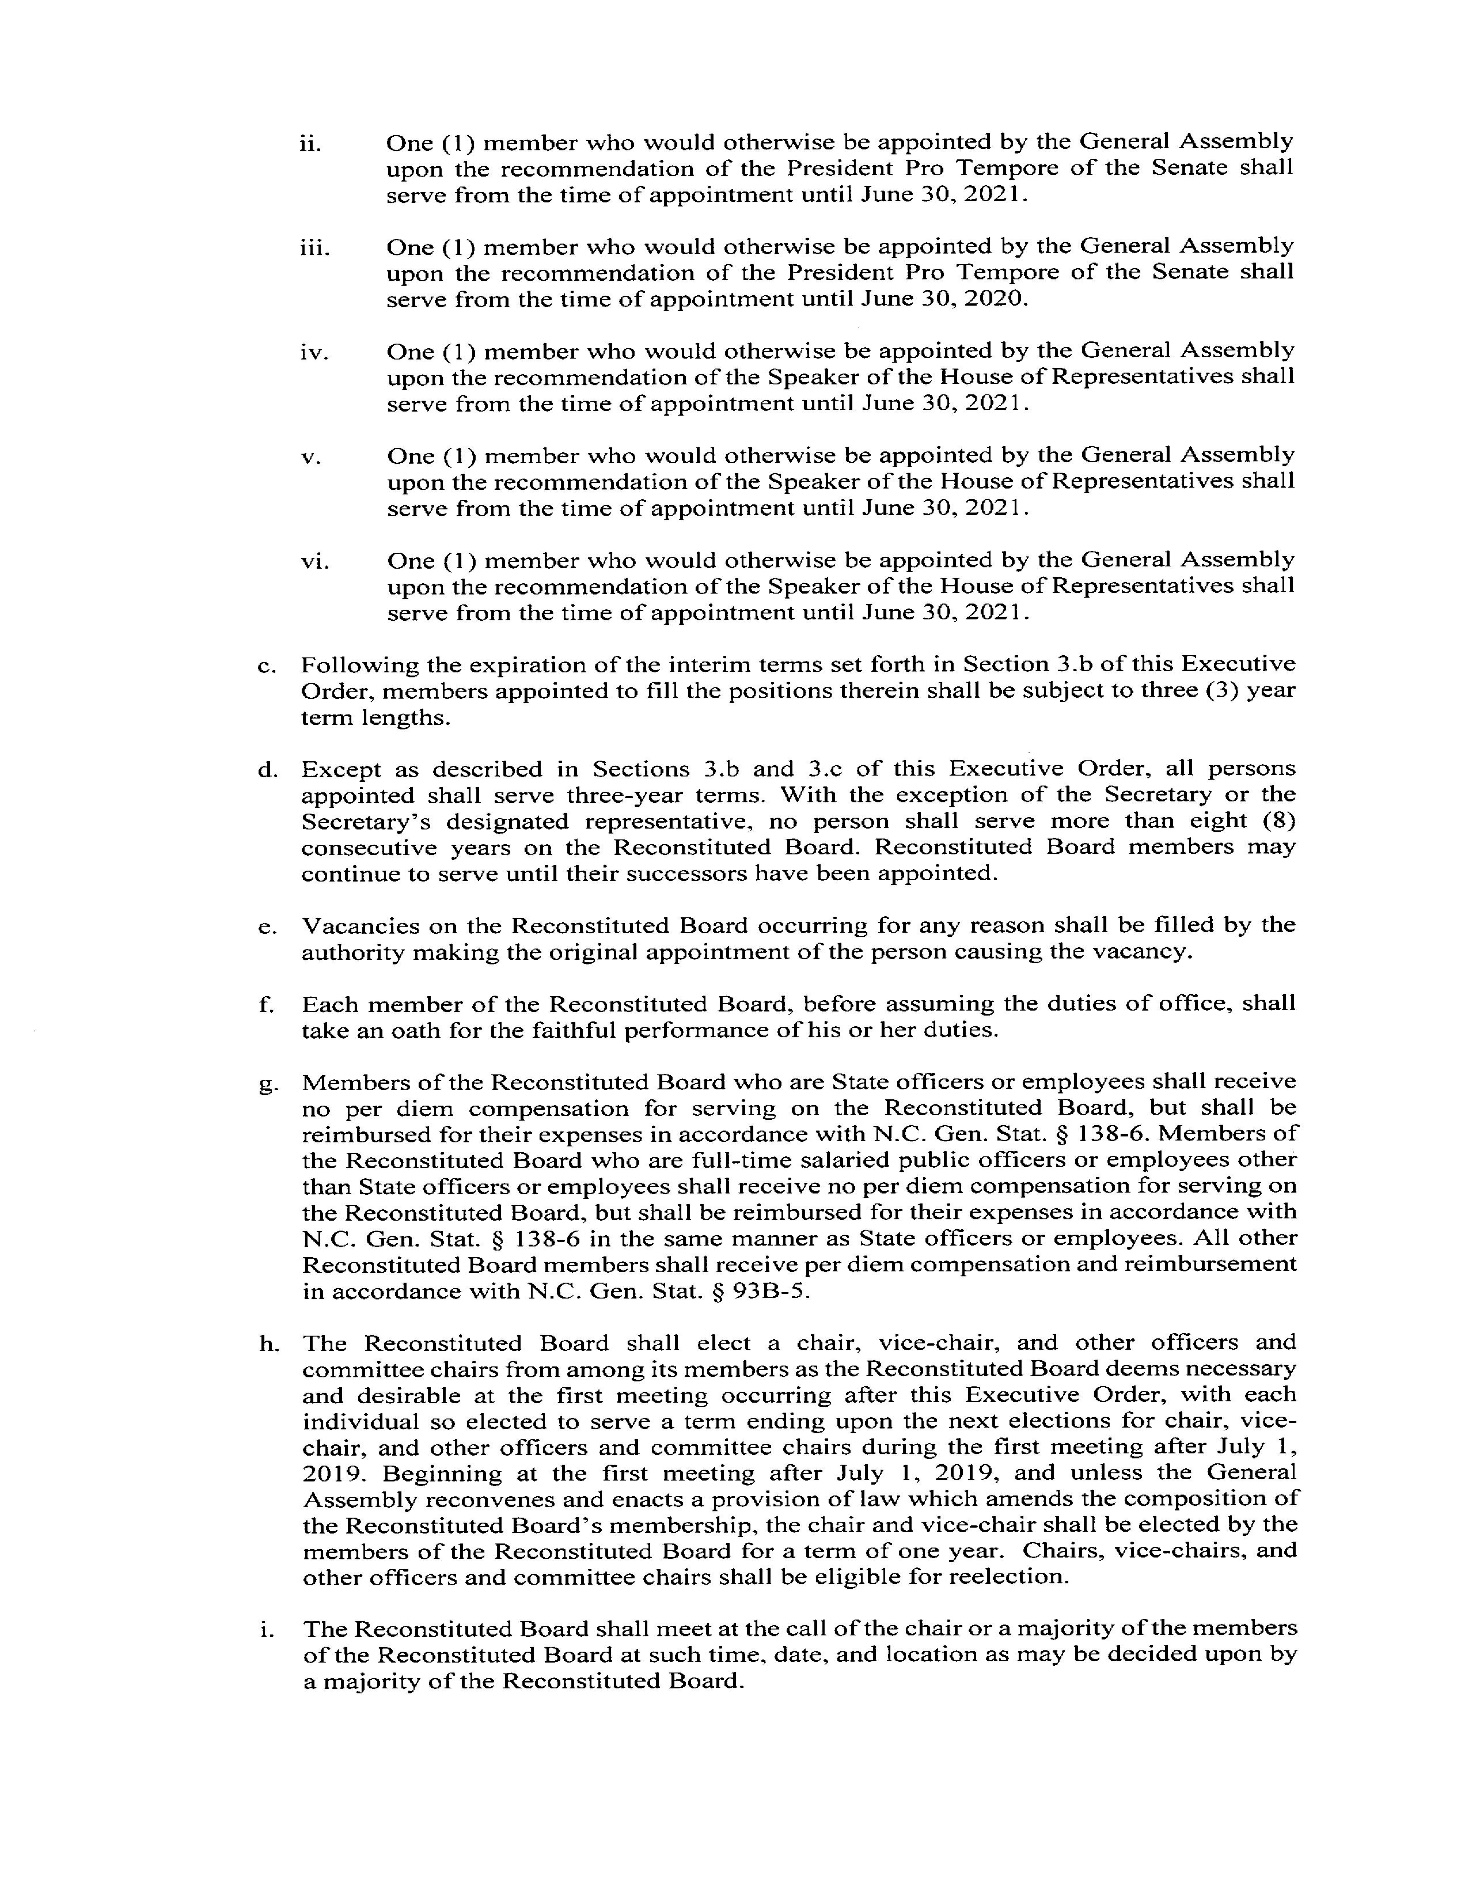 ii. One (1) member who would otherwise be appointed by the General Assembly
upon the recommendation of the President Pro Tempore of the Senate shall
serve from the time of appointment until June 30, 2021.
iii. One (1) member who would otherwise be appointed by the General Assembly
upon the recommendation of the President Pro Tempore of the Senate shall
serve from the time of appointment until June 30, 2020.
iv. One (1) member who would otherwise be appointed by the General Assembly
upon the recommendation of the Speaker of the House of Representatives shall
serve from the time of appointment until June 30, 2021.
v. One (1) member who would otherwise be appointed by the General Assembly
upon the recommendation of the Speaker of the House of Representatives shall
serve from the time of appointment until June 30, 2021.
vi. One (1) member who would otherwise be appointed by the General Assembly
upon the recommendation of the Speaker of the House of Representatives shall
serve from the time of appointment until June 30, 2021.
c. Following the expiration of the interim terms set forth in Section 3.b of this Executive
Order, members appointed to fill the positions therein shall be subject to three (3) year
term lengths.
d. Except as described in Sections 3.b and 3.c of this Executive Order, all persons
appointed shall serve three-year terms. With the exception of the Secretary or the
Secretary's designated representative, no person shall serve more than eight (8)
consecutive years on the Reconstituted Board. Reconstituted Board members may
continue to serve until their successors have been appointed.
e. Vacancies on the Reconstituted Board occurring for any reason shall be filled by the
authority making the original appointment of the person causing the vacancy.
f. Each member of the Reconstituted Board, before assuming the duties of office, shall
take an oath for the faithful performance of his or her duties.
g. Members of the Reconstituted Board who are State officers or employees shall receive
no per diem compensation for serving on the Reconstituted Board, but shall be
reimbursed for their expenses in accordance with N.C. Gen. Stat. § 138-6. Members of
the Reconstituted Board who are full-time salaried public officers or employees other
than State officers or employees shall receive no per diem compensation for serving on
the Reconstituted Board, but shall be reimbursed for their expenses in accordance with
N.C. Gen. Stat. § 138-6 in the same manner as State officers or employees. All other
Reconstituted Board members shall receive per diem compensation and reimbursement
in accordance with N.C. Gen. Stat. § 93B-5.
h. The Reconstituted Board shall elect a chair, vice-chair, and other officers and
committee chairs from among its members as the Reconstituted Board deems necessary
and desirable at the first meeting occurring after this Executive Order, with each
individual so elected to serve a term ending upon the next elections for chair, vice-
chair, and other officers and committee chairs during the first meeting after July 1,
2019. Beginning at the first meeting after July 1, 2019, and unless the General
Assembly reconvenes and enacts a provision of law which amends the composition of
the Reconstituted Board's membership, the chair and vice-chair shall be elected by the
members of the Reconstituted Board for a term of one year. Chairs, vice-chairs, and
other officers and committee chairs shall be eligible for reelection.
i. The Reconstituted Board shall meet at the call of the chair or a majority of the members
of the Reconstituted Board at such time, date, and location as may be decided upon by
a majority of the Reconstituted Board.